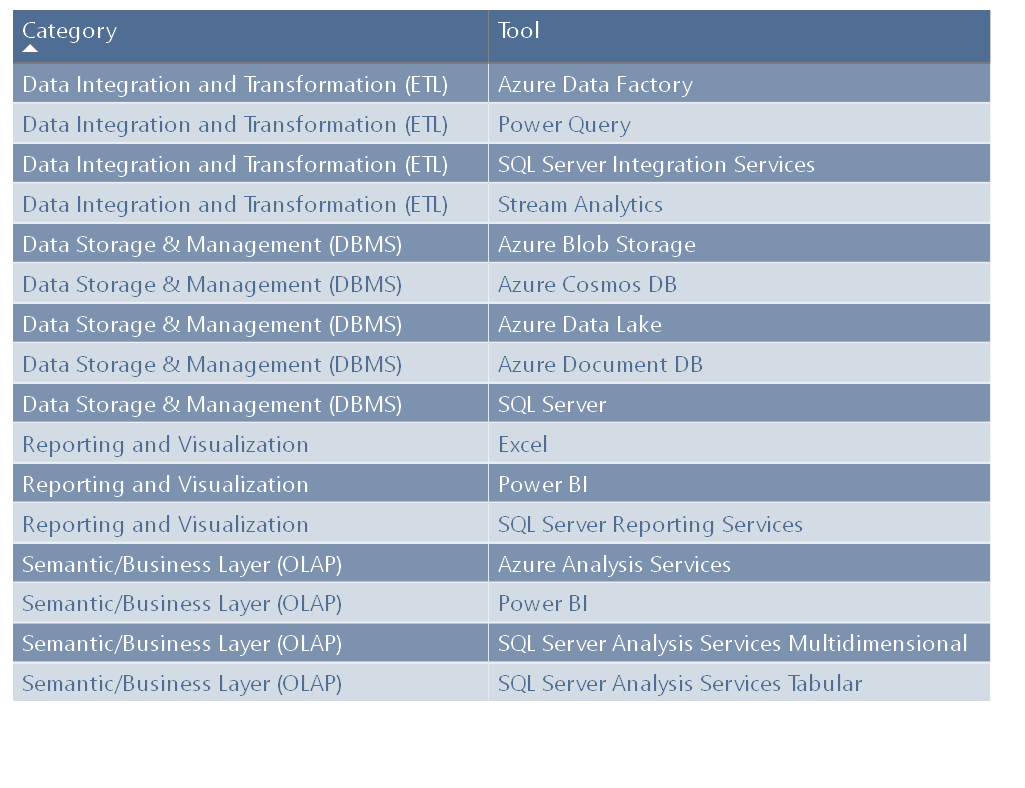 Category Tool
Data Integration and Transformation (ETL) Azure Data Factory
Data Integration and Transformation (ETL) Power Query
Data Integration and Transformation (ETL) SQL Server Integration Services
Data Integration and Transformation (ETL) Stream Analytics
Data Storage & Management (DBMS) Azure Blob Storage
Data Storage & Management (DBMS) Azure Cosmos DB
Data Storage & Management (DBMS) Azure Data Lake
Data Storage & Management (DBMS) Azure Document DB
Data Storage & Management (DBMS) SQL Server
Reporting and Visualization Excel
Reporting and Visualization Power BI
Reporting and Visualization SQL Server Reporting Services
Semantic/Business Layer (OLAP) Azure Analysis Services
Semantic/Business Layer (OLAP) Power BI
Semantic/Business Layer (OLAP) SQL Server Analysis Services Multidimensional
Semantic/Business Layer (OLAP) SQL Server Analysis Services Tabular